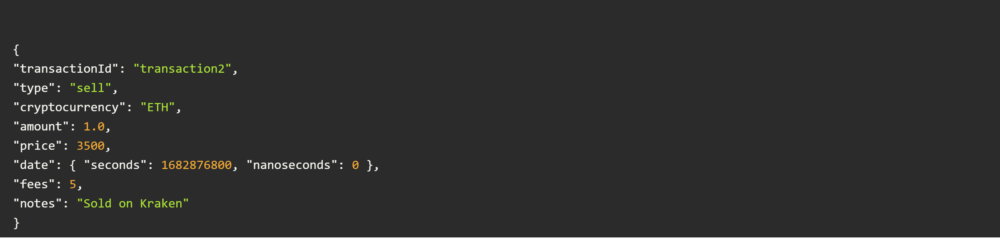 {
"transactionId": "transaction2",
"type": "sell",
"cryptocurrency": "ETH",
"amount": 1.0,
"price": 3500,
"date": { "seconds": 1682876800, "nanoseconds": 0 },
"fees": 5,
"notes": "Sold on Kraken"
}